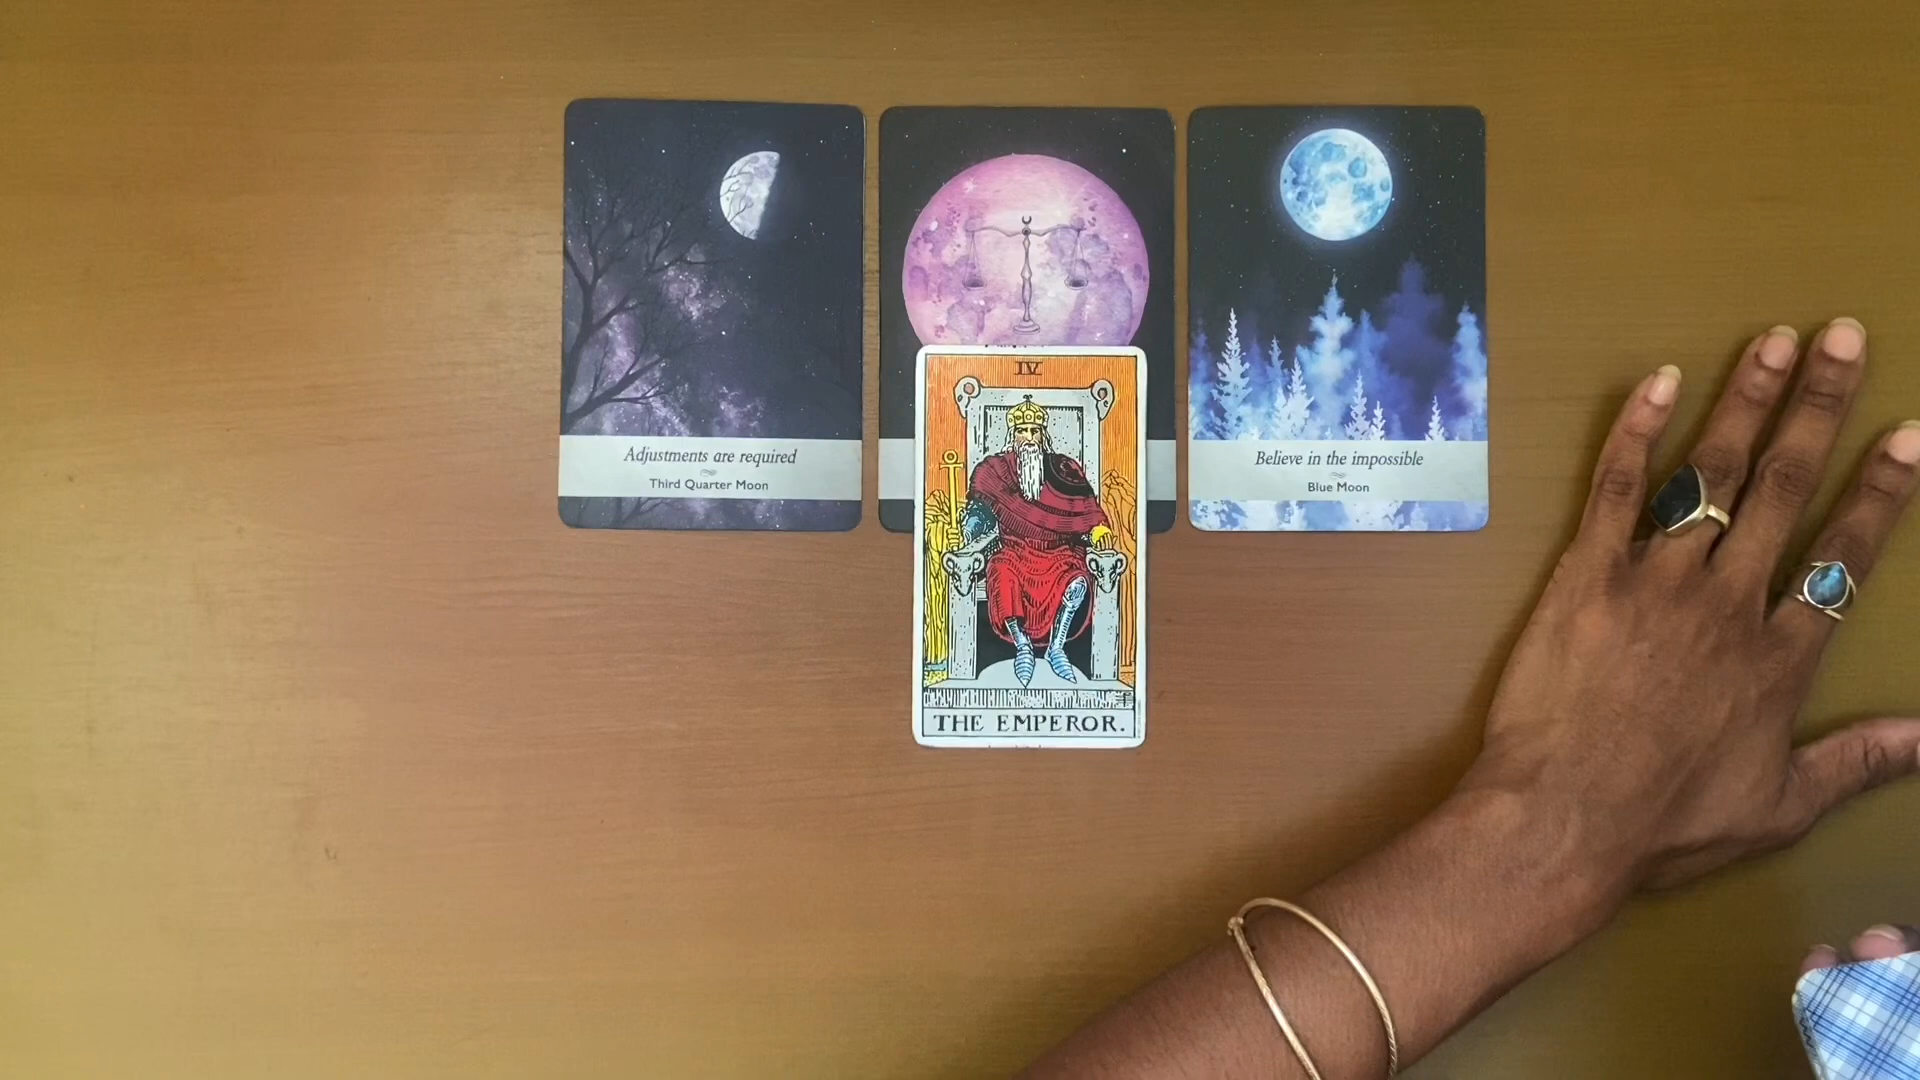 Adjustments are required
Third Quarter Moon
Believe in the impossible
Blue Moon
IV
THE EMPEROR.